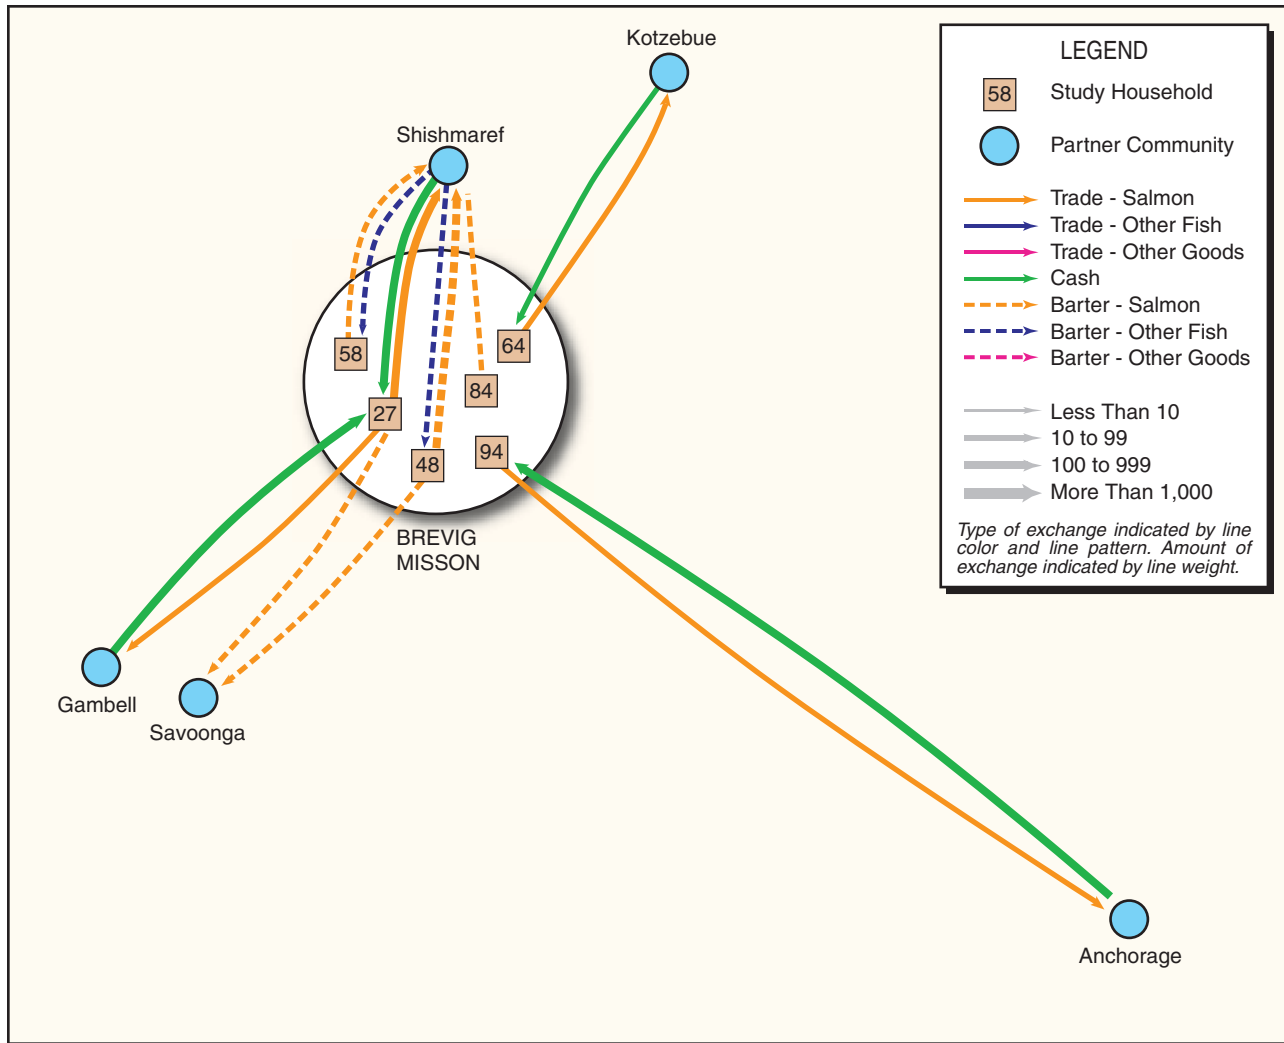 Kotzebue
Shishmaref
58
64
84
27
94
48
BREVIG
MISSON
Gambell
Savoonga
Anchorage
LEGEND
58 Study Household
Partner Community
Trade - Salmon
Trade - Other Fish
Trade - Other Goods
Cash
Barter - Salmon
Barter - Other Fish
Barter - Other Goods
Less Than 10
10 to 99
100 to 999
More Than 1,000
Type of exchange indicated by line
color and line pattern. Amount of
exchange indicated by line weight.